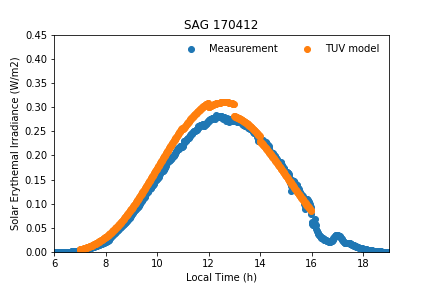 SAG 170412
Solar Erythemal Irradiance (W/m2)
0.45
0.40
0.35
0.30
0.25
0.20
0.15
0.10
0.05
0.00
Measurement
TUV model
6 8 10 12 14 16 18
Local Time (h)